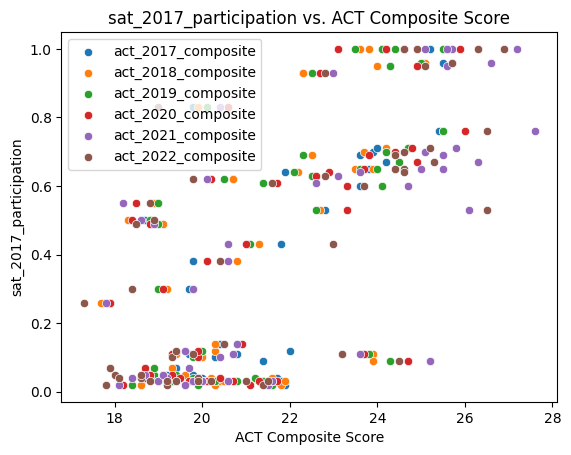 sat_2017_participation vs. ACT Composite Score
1.0
0.8
0.6
0.4
0.2
0.0
sat_2017_participation
act_2017_composite
act_2018_composite
act_2019_composite
act_2020_composite
act_2021_composite
act_2022_composite
18 20 22 24 26 28
ACT Composite Score